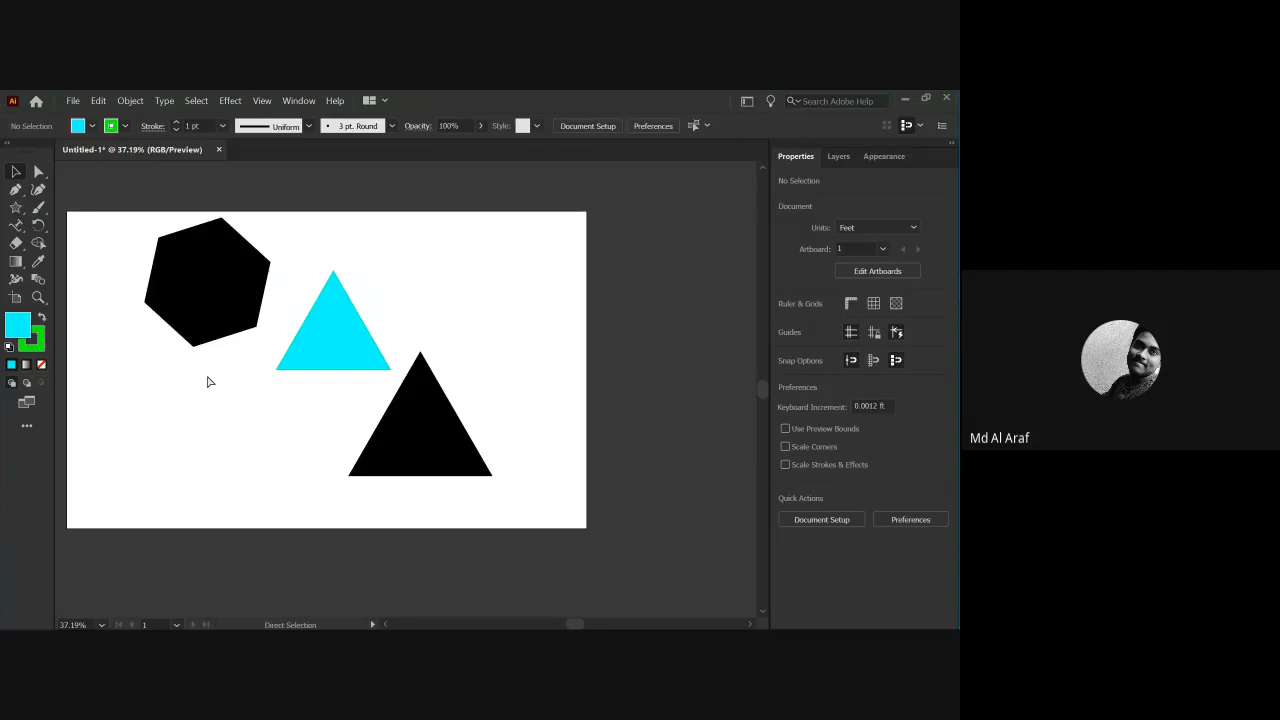 Ai File Edit Object Type Select Effect View Window Help Search Adobe Help
No Selection Stroke: 1 pt Uniform 3 pt. Round Opacity: 100% Style: Document Setup Preferences
Untitled-1* @ 37.19% (RGB/Preview) ×
Properties Layers Appearance
No Selection
Document
Units: Feet
Artboard: 1
Edit Artboards
Ruler & Grids
Guides
Snap Options
Preferences
Keyboard Increment: 0.0012 ft
Use Preview Bounds
Scale Corners
Scale Strokes & Effects
Quick Actions
Document Setup Preferences
37.19% 1 Direct Selection
Md Al Araf